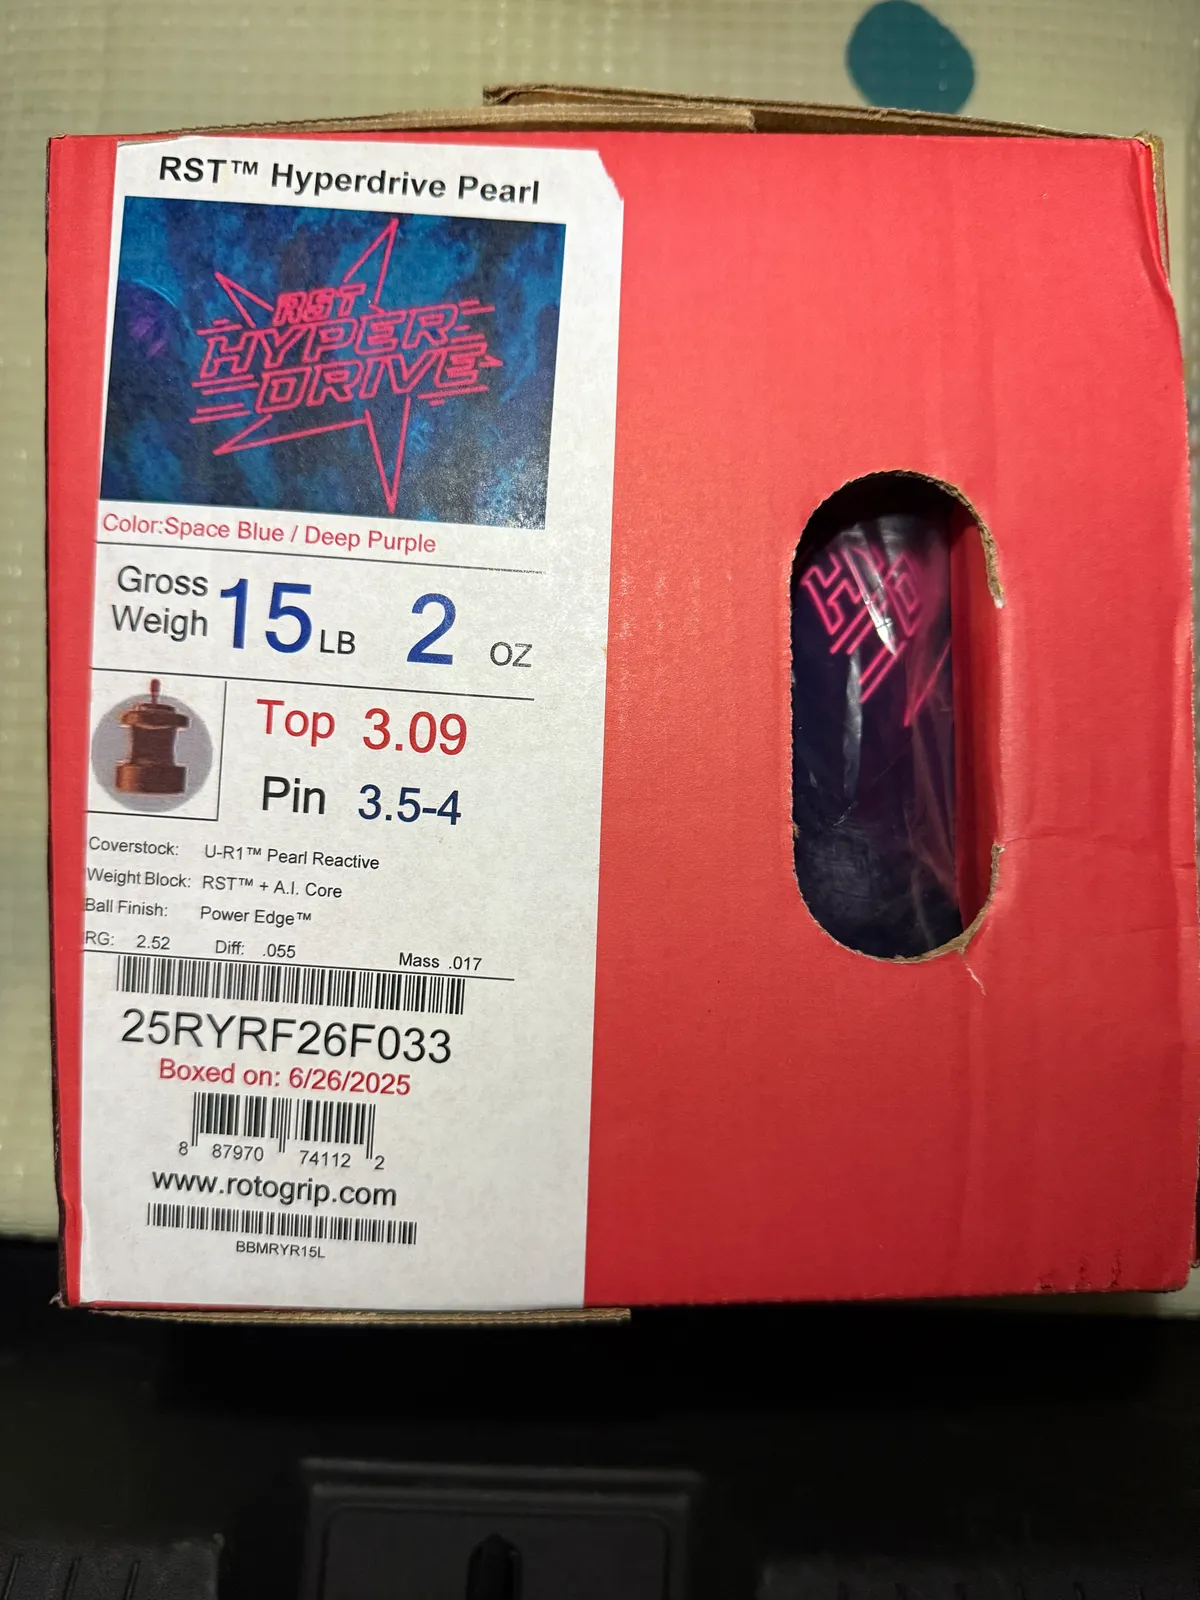 RST™ Hyperdrive Pearl
RST
HYPER
DRIVE
Color:Space Blue / Deep Purple
Gross Weigh 15 LB 2 OZ
Top 3.09
Pin 3.5-4
Coverstock: U-R1™ Pearl Reactive
Weight Block: RST™ + A.I. Core
Ball Finish: Power Edge™
RG: 2.52 Diff: .055 Mass .017
25RYRF26F033
Boxed on: 6/26/2025
8 87970 74112 2
www.rotogrip.com
BBMRYR15L